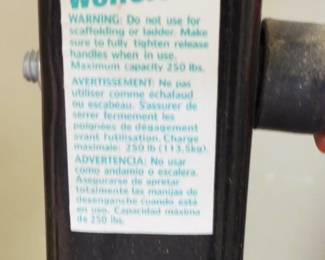 WARNING: Do not use for
scaffolding or ladder. Make
sure to fully tighten release
handles when in use.
Maximum capacity 250 lbs.
AVERTISSEMENT: Ne pas
utiliser comme échafaud
ou escabeau. S'assurer de
serrer fermement les
poignées de dégagement
avant l'utilisation. Charge
maximale: 250 lb (113,5kg).
ADVERTENCIA: No usar
como andamio o escalera.
Asegurarse de apretar
totalmente las manijas de
desenganche cuando está
en uso. Capacidad máxima
de 250 lbs.